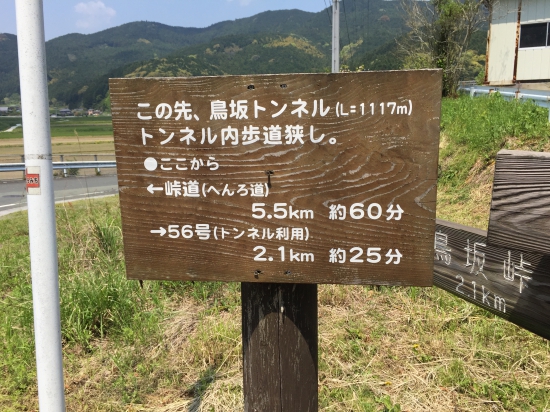 この先、鳥坂トンネル(L=1117m)
トンネル内歩道狭し。
●ここから
←峠道(へんろ道)
5.5km 約60分
→56号(トンネル利用)
2.1km 約25分
鳥坂峠
2.1km